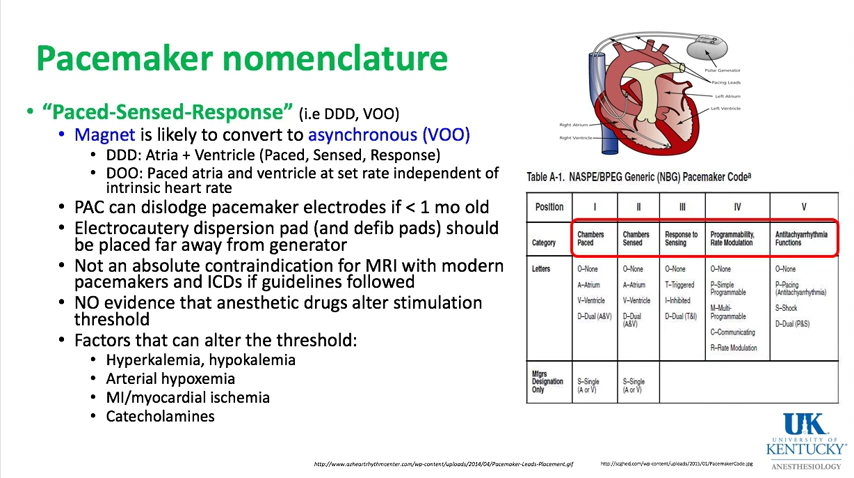 Pacemaker nomenclature
• “Paced-Sensed-Response” (i.e DDD, VOO)
• Magnet is likely to convert to asynchronous (VOO)
• DDD: Atria + Ventricle (Paced, Sensed, Response)
• DOO: Paced atria and ventricle at set rate independent of
intrinsic heart rate
• PAC can dislodge pacemaker electrodes if < 1 mo old
• Electrocautery dispersion pad (and defib pads) should
be placed far away from generator
• Not an absolute contraindication for MRI with modern
pacemakers and ICDs if guidelines followed
• NO evidence that anesthetic drugs alter stimulation
threshold
• Factors that can alter the threshold:
• Hyperkalemia, hypokalemia
• Arterial hypoxemia
• MI/myocardial ischemia
• Catecholamines
Pulse Generator
Pacing Leads
Left Atrium
Left Ventricle
Right Atrium
Right Ventricle
Table A-1. NASPE/BPEG Generic (NBG) Pacemaker Codeª
Position I II III IV V
Category Chambers Paced Chambers Sensed Response to Sensing Programmability, Rate Modulation Antitachyarrhythmia Functions
Letters O–None O–None O–None O–None O–None
A–Atrium A–Atrium T–Triggered P–Simple Programmable P–Pacing (Antitachyarrhythmia)
V–Ventricle V–Ventricle I–Inhibited M–Multi-Programmable S–Shock
D–Dual (A&V) D–Dual (A&V) D–Dual (T&I) C–Communicating D–Dual (P&S)
R–Rate Modulation
Mfgrs Designation Only S–Single (A or V) S–Single (A or V)
UK
UNIVERSITY OF
KENTUCKY
ANESTHESIOLOGY
http://www.azheartrhythmcenter.com/wp-content/uploads/2014/04/Pacemaker-Leads-Placement.gif
http://scghed.com/wp-content/uploads/2015/01/PacemakerCode.jpg